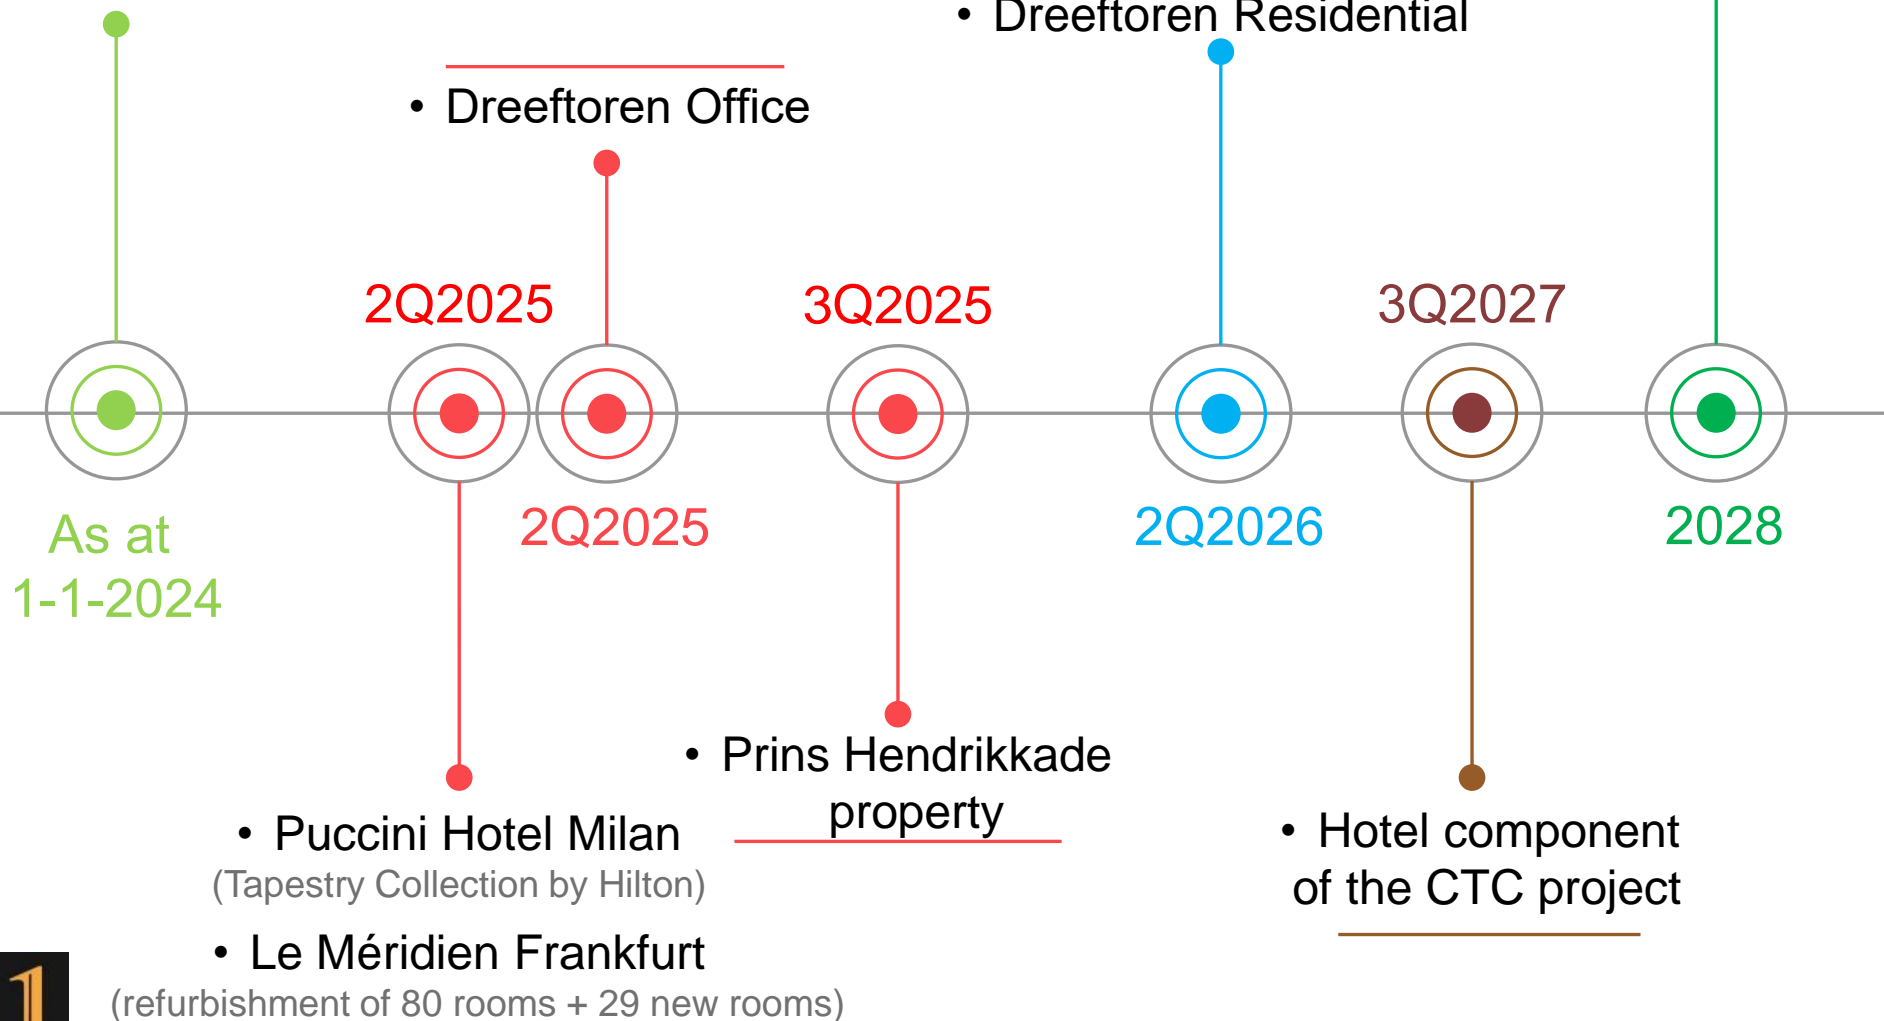 • Dreeftoren Residential
• Dreeftoren Office
2Q2025
3Q2025
3Q2027
As at
1-1-2024
2Q2025
2Q2026
2028
• Prins Hendrikkade
property
• Puccini Hotel Milan
(Tapestry Collection by Hilton)
• Hotel component
of the CTC project
• Le Méridien Frankfurt
(refurbishment of 80 rooms + 29 new rooms)
1